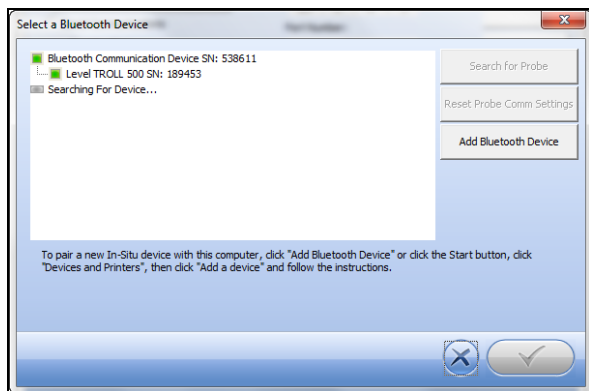 Select a Bluetooth Device
Bluetooth Communication Device SN: 538611
Level TROLL 500 SN: 189453
Searching For Device...
Search for Probe
Reset Probe Comm Settings
Add Bluetooth Device
To pair a new In-Situ device with this computer, click "Add Bluetooth Device" or click the Start button, click
"Devices and Printers", then click "Add a device" and follow the instructions.